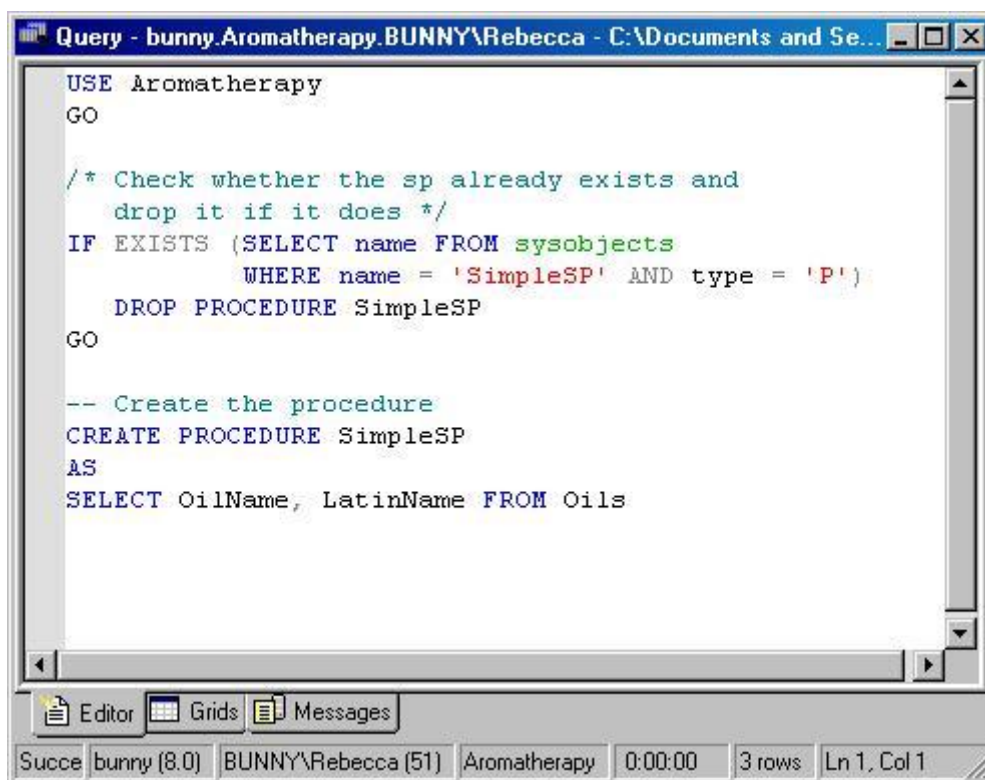 Query - bunny.Aromatherapy.BUNNY\Rebecca - C:\Documents and Se...
USE Aromatherapy
GO
/* Check whether the sp already exists and
drop it if it does */
IF EXISTS (SELECT name FROM sysobjects
WHERE name = 'SimpleSP' AND type = 'P')
DROP PROCEDURE SimpleSP
GO
-- Create the procedure
CREATE PROCEDURE SimpleSP
AS
SELECT OilName, LatinName FROM Oils
Editor Grids Messages
Succe bunny (8.0) BUNNY\Rebecca (51) Aromatherapy 0:00:00 3 rows Ln 1, Col 1